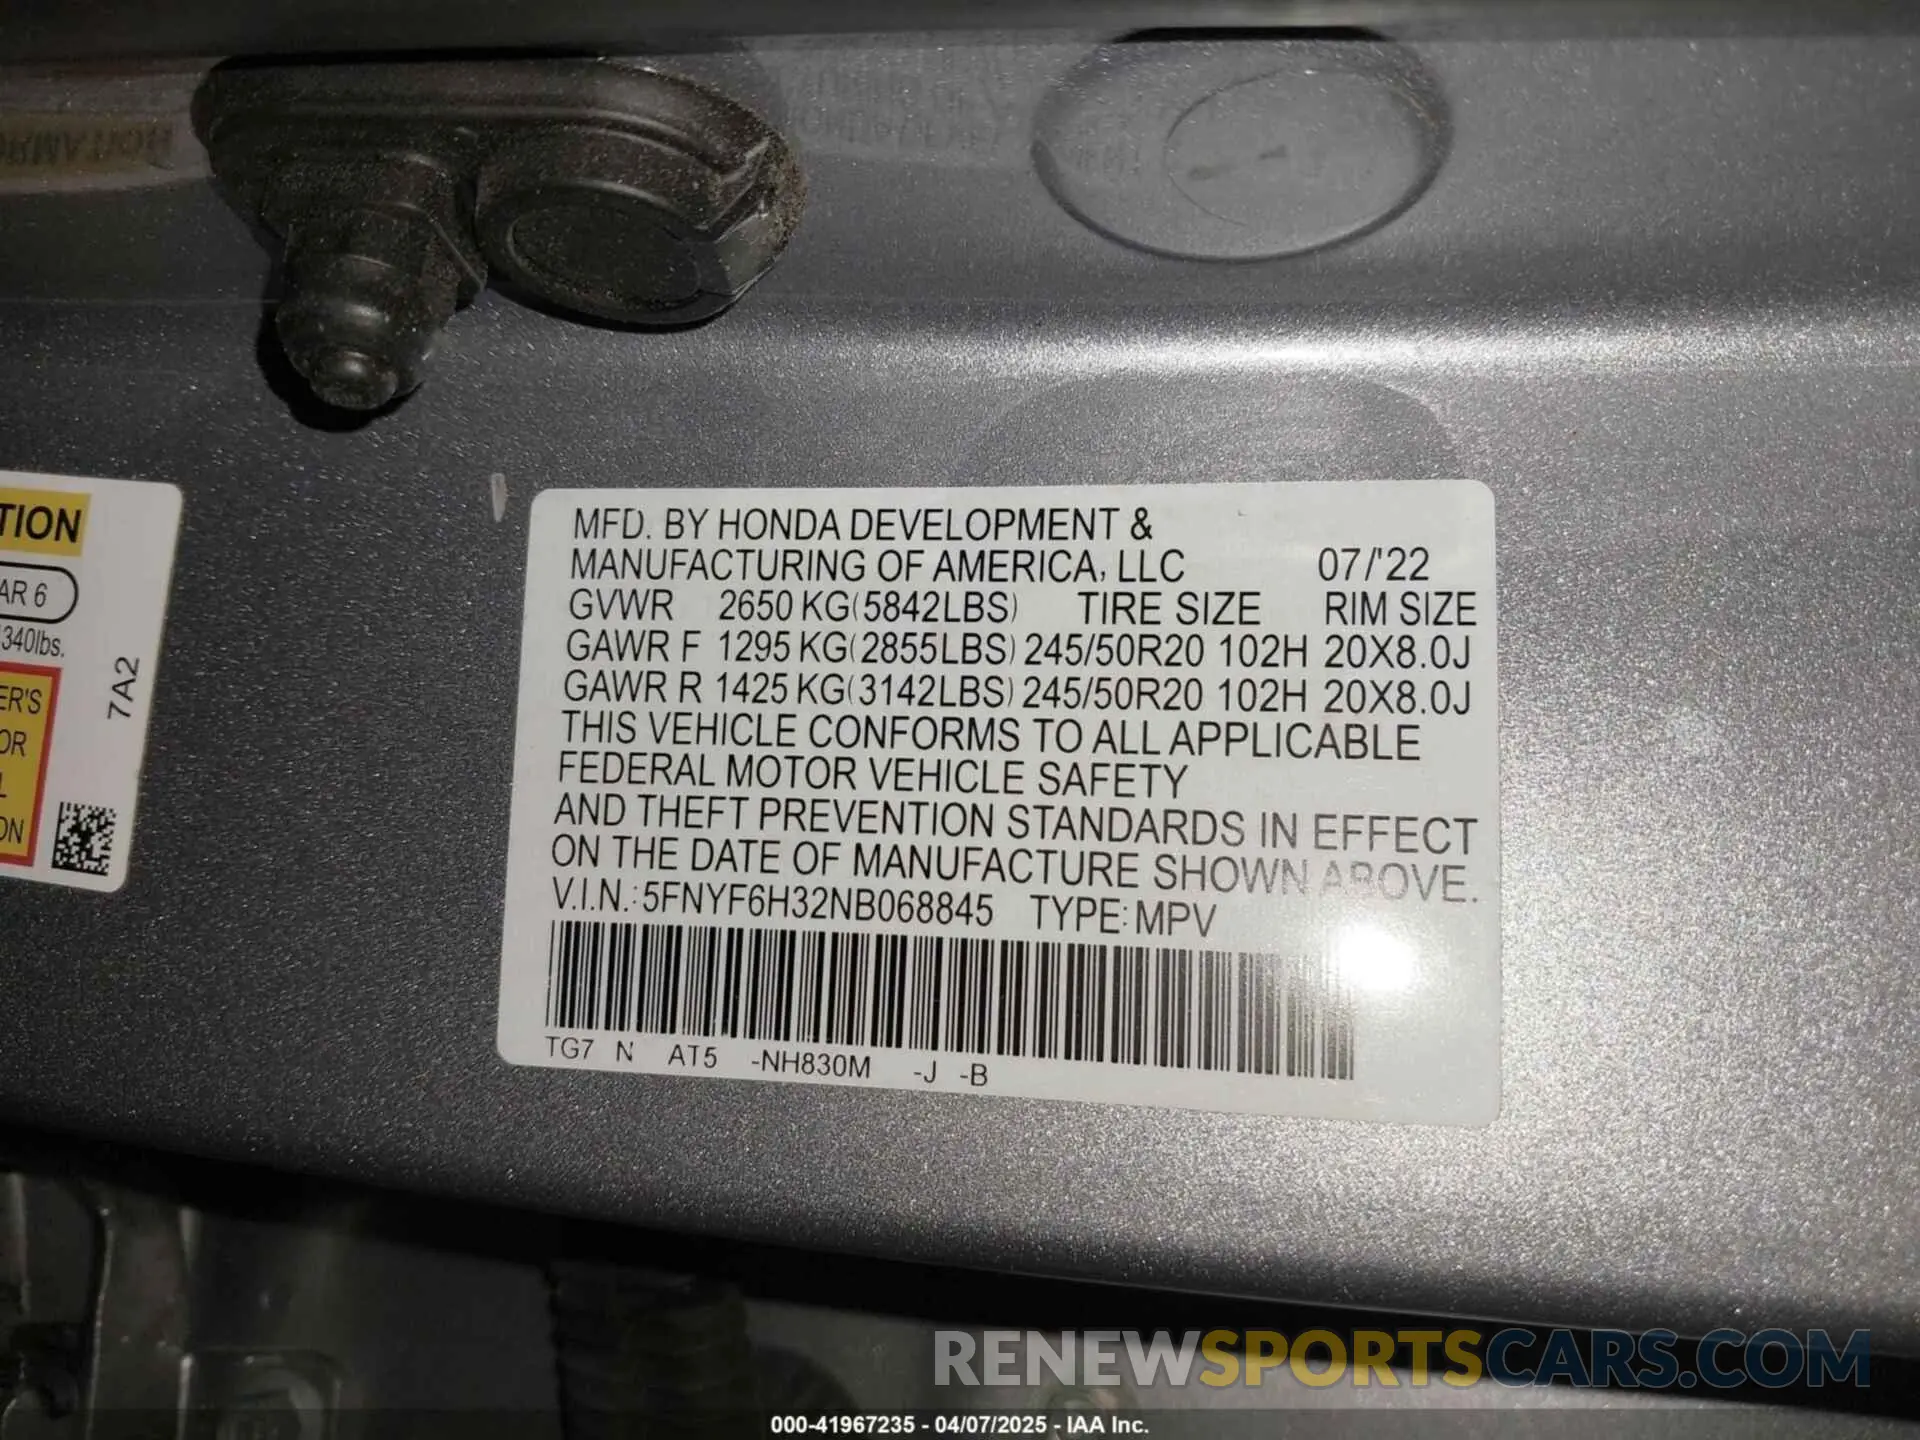 TION
AR 6
340lbs.
ER'S
OR
L
ON
7A2
MFD. BY HONDA DEVELOPMENT &
MANUFACTURING OF AMERICA, LLC 07/'22
GVWR 2650 KG(5842LBS) TIRE SIZE RIM SIZE
GAWR F 1295 KG(2855LBS) 245/50R20 102H 20X8.0J
GAWR R 1425 KG(3142LBS) 245/50R20 102H 20X8.0J
THIS VEHICLE CONFORMS TO ALL APPLICABLE
FEDERAL MOTOR VEHICLE SAFETY
AND THEFT PREVENTION STANDARDS IN EFFECT
ON THE DATE OF MANUFACTURE SHOWN ABOVE.
V.I.N.: 5FNYF6H32NB068845 TYPE: MPV
TG7 N AT5 -NH830M -J -B
RENEWSPORTSCARS.COM
000-41967235 - 04/07/2025 - IAA Inc.